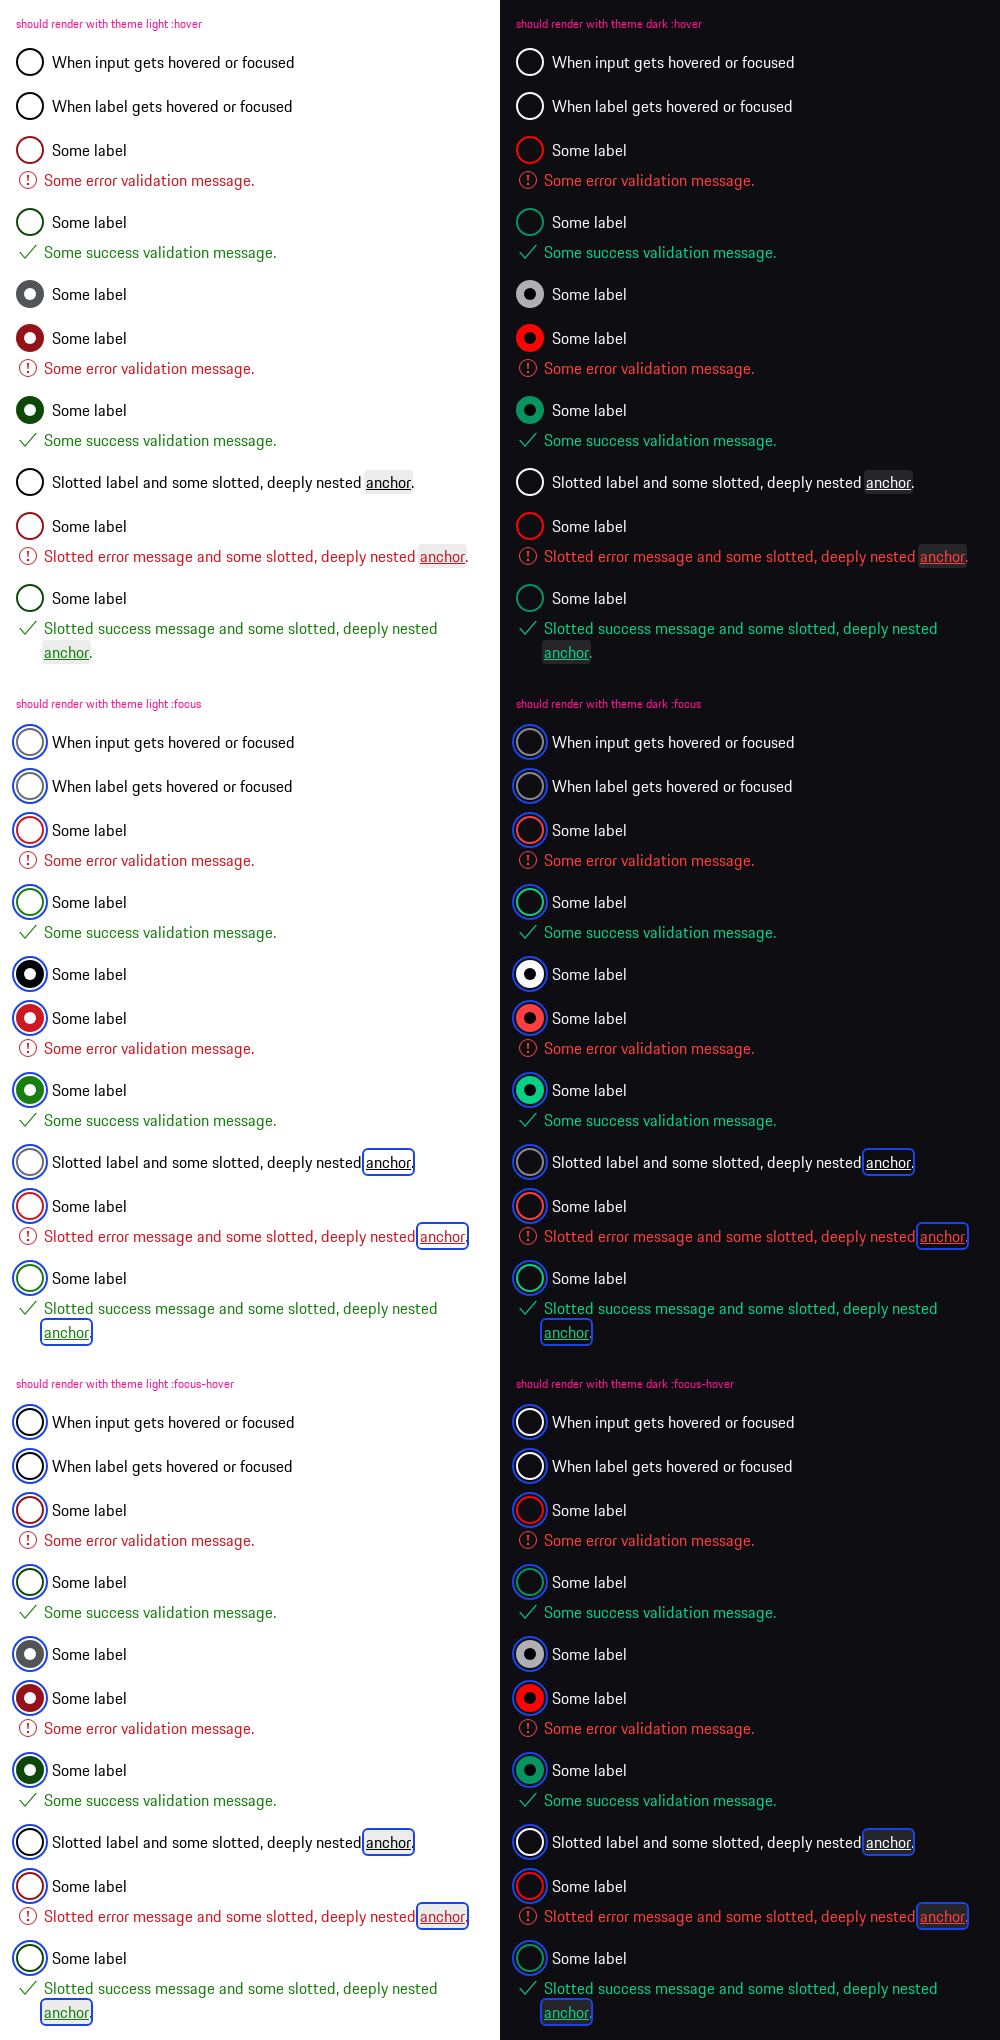 should render with theme light :hover
When input gets hovered or focused
When label gets hovered or focused
Some label
Some error validation message.
Some label
Some success validation message.
Some label
Some label
Some error validation message.
Some label
Some success validation message.
Slotted label and some slotted, deeply nested anchor.
Some label
Slotted error message and some slotted, deeply nested anchor.
Some label
Slotted success message and some slotted, deeply nested
anchor.
should render with theme light :focus
When input gets hovered or focused
When label gets hovered or focused
Some label
Some error validation message.
Some label
Some success validation message.
Some label
Some label
Some error validation message.
Some label
Some success validation message.
Slotted label and some slotted, deeply nested anchor.
Some label
Slotted error message and some slotted, deeply nested anchor.
Some label
Slotted success message and some slotted, deeply nested
anchor.
should render with theme light :focus-hover
When input gets hovered or focused
When label gets hovered or focused
Some label
Some error validation message.
Some label
Some success validation message.
Some label
Some label
Some error validation message.
Some label
Some success validation message.
Slotted label and some slotted, deeply nested anchor.
Some label
Slotted error message and some slotted, deeply nested anchor.
Some label
Slotted success message and some slotted, deeply nested
anchor.
should render with theme dark :hover
When input gets hovered or focused
When label gets hovered or focused
Some label
Some error validation message.
Some label
Some success validation message.
Some label
Some label
Some error validation message.
Some label
Some success validation message.
Slotted label and some slotted, deeply nested anchor.
Some label
Slotted error message and some slotted, deeply nested anchor.
Some label
Slotted success message and some slotted, deeply nested
anchor.
should render with theme dark :focus
When input gets hovered or focused
When label gets hovered or focused
Some label
Some error validation message.
Some label
Some success validation message.
Some label
Some label
Some error validation message.
Some label
Some success validation message.
Slotted label and some slotted, deeply nested anchor.
Some label
Slotted error message and some slotted, deeply nested anchor.
Some label
Slotted success message and some slotted, deeply nested
anchor.
should render with theme dark :focus-hover
When input gets hovered or focused
When label gets hovered or focused
Some label
Some error validation message.
Some label
Some success validation message.
Some label
Some label
Some error validation message.
Some label
Some success validation message.
Slotted label and some slotted, deeply nested anchor.
Some label
Slotted error message and some slotted, deeply nested anchor.
Some label
Slotted success message and some slotted, deeply nested
anchor.